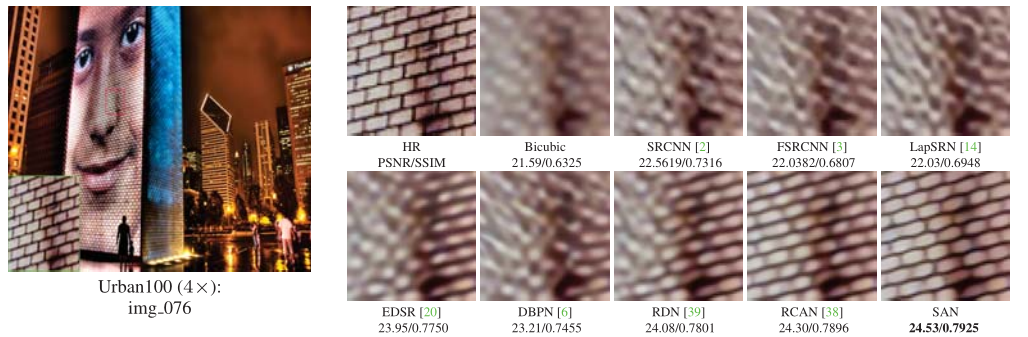 HR
PSNR/SSIM
Bicubic
21.59/0.6325
SRCNN [2]
22.5619/0.7316
FSRCNN [3]
22.0382/0.6807
LapSRN [14]
22.03/0.6948
Urban100 (4×):
img_076
EDSR [20]
23.95/0.7750
DBPN [6]
23.21/0.7455
RDN [39]
24.08/0.7801
RCAN [38]
24.30/0.7896
SAN
24.53/0.7925